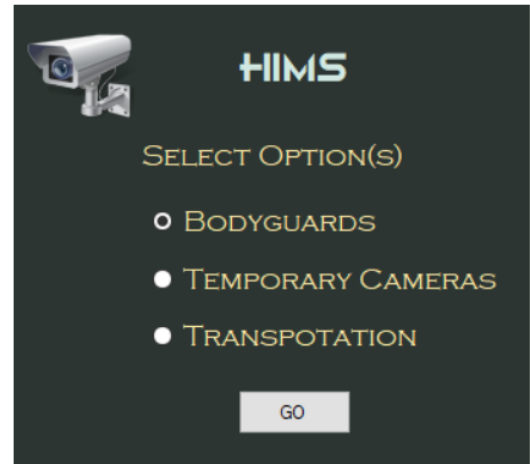 HIMS
SELECT OPTION(S)
BODYGUARDS
TEMPORARY CAMERAS
TRANSPOTATION
GO